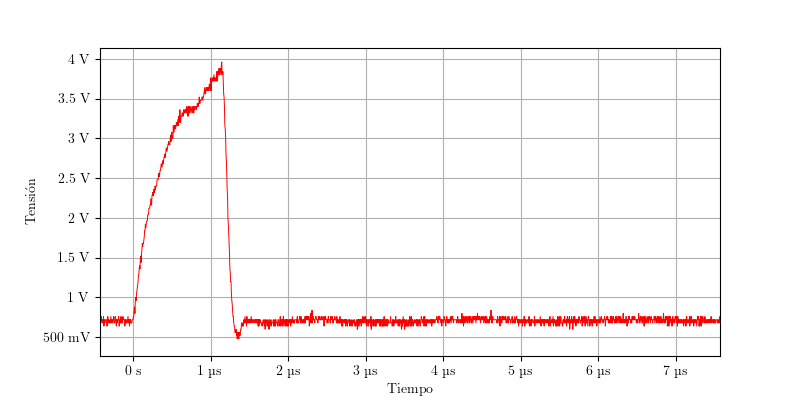 4 V
3.5 V
3 V
2.5 V
2 V
1.5 V
1 V
500 mV
Tensión
0 s
1 µs
2 µs
3 µs
4 µs
5 µs
6 µs
7 µs
Tiempo